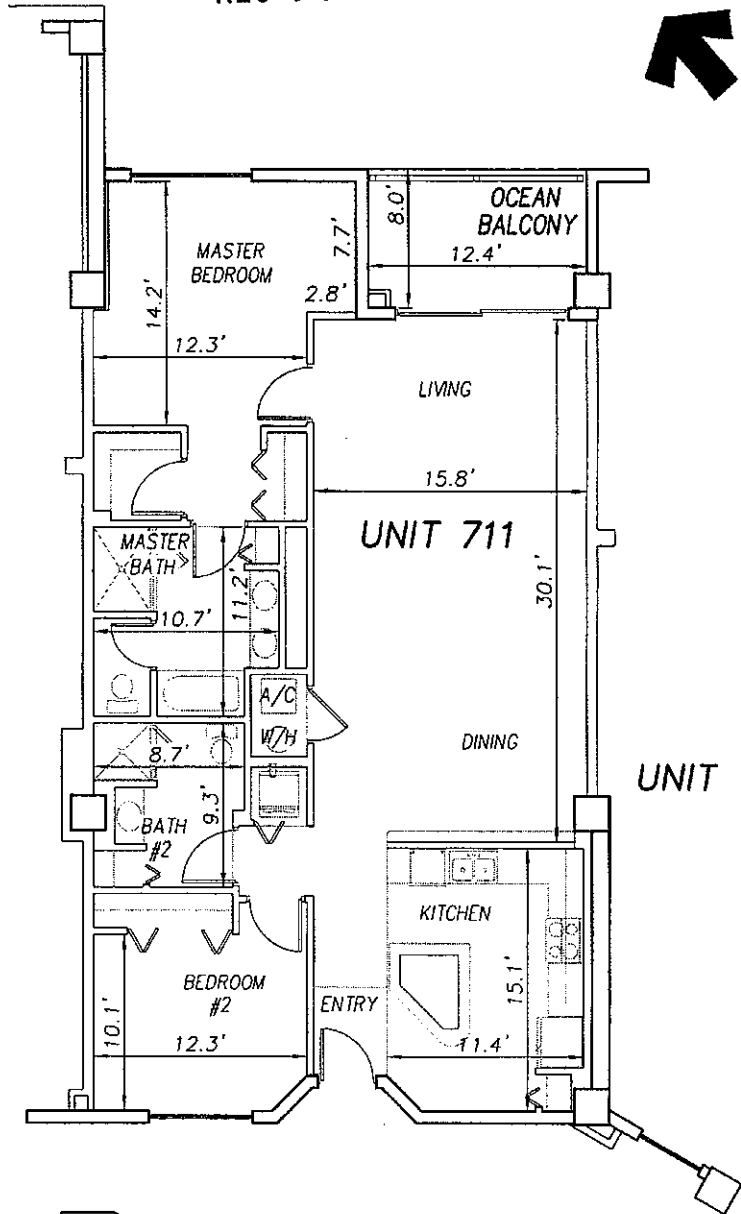 OCEAN
BALCONY
8.0'
12.4'
7.7'
MASTER
BEDROOM
2.8'
14.2'
12.3'
LIVING
15.8'
UNIT 711
MASTER
BATH
11.2'
10.7'
30.1'
A/C
W/H
DINING
8.7'
9.3'
BATH
#2
UNIT
KITCHEN
15.1'
BEDROOM
#2
ENTRY
10.1'
12.3'
11.4'